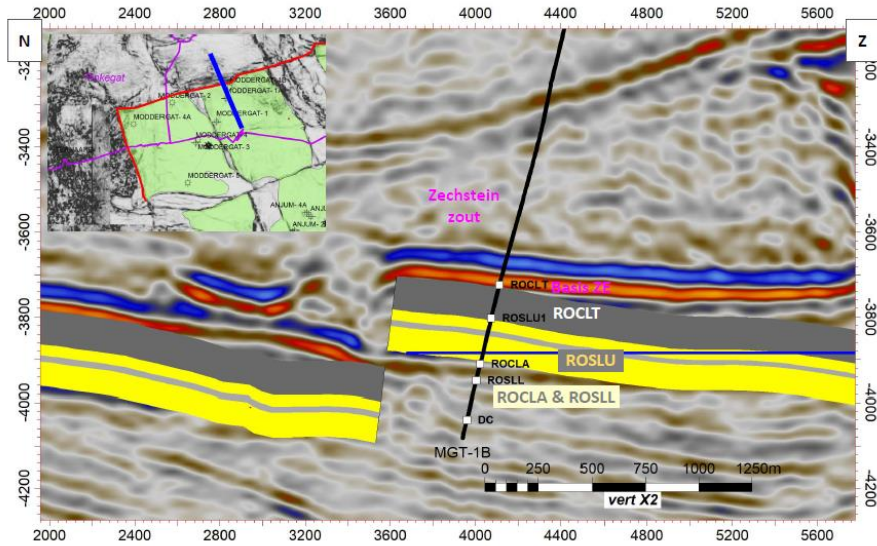 2000 2400 2800 3200 3600 4000 4400 4800 5200 5600
N
Z
-3400
-3600
-3800
-4000
-4200
-3400
-3600
-3800
-4000
-4200
MODDERGAT- 2
MODDERGAT- 1A
MODDERGAT- 4A
MODDERGAT- 1
MODDERGAT- 3
MODDERGAT- 5
ANJUM- 4A
Zechstein
zout
ROCLT
Basis ZE
ROSLU1
ROCLT
ROCLA
ROSLU
ROSLL
ROCLA & ROSLL
DC
MGT-1B
0 250 500 750 1000 1250m
vert X2
2000 2400 2800 3200 3600 4000 4400 4800 5200 5600